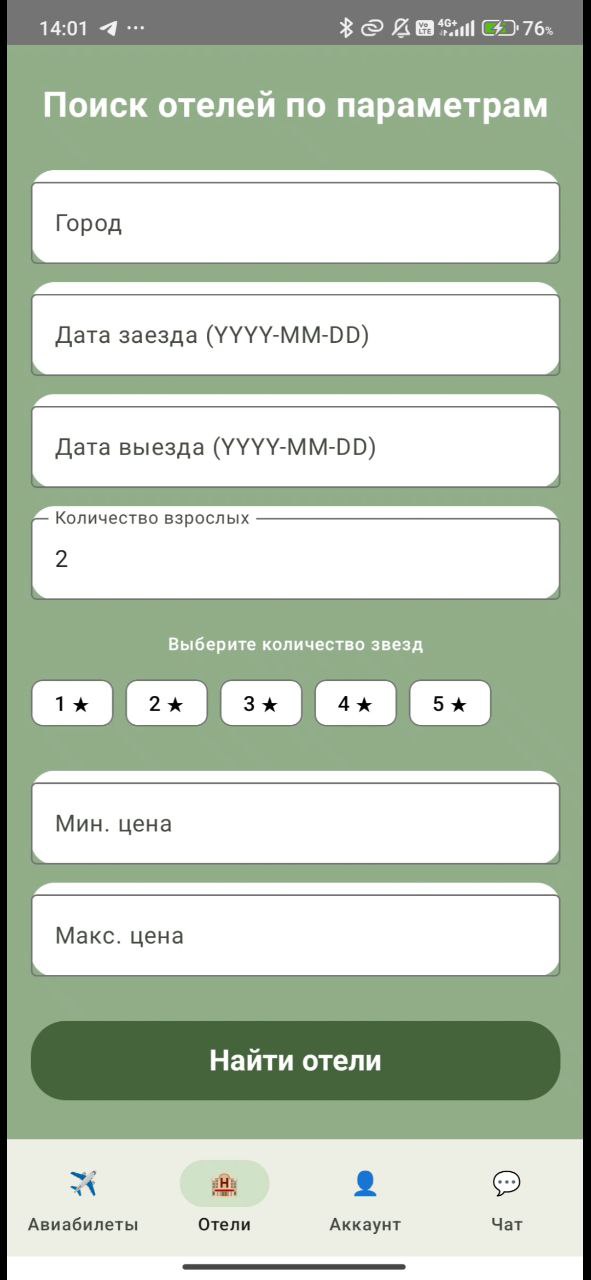 14:01 ... Vo LTE 4G+ 76%
Поиск отелей по параметрам
Город
Дата заезда (YYYY-MM-DD)
Дата выезда (YYYY-MM-DD)
Количество взрослых
2
Выберите количество звезд
1 ★ 2 ★ 3 ★ 4 ★ 5 ★
Мин. цена
Макс. цена
Найти отели
Авиабилеты Отели Аккаунт Чат